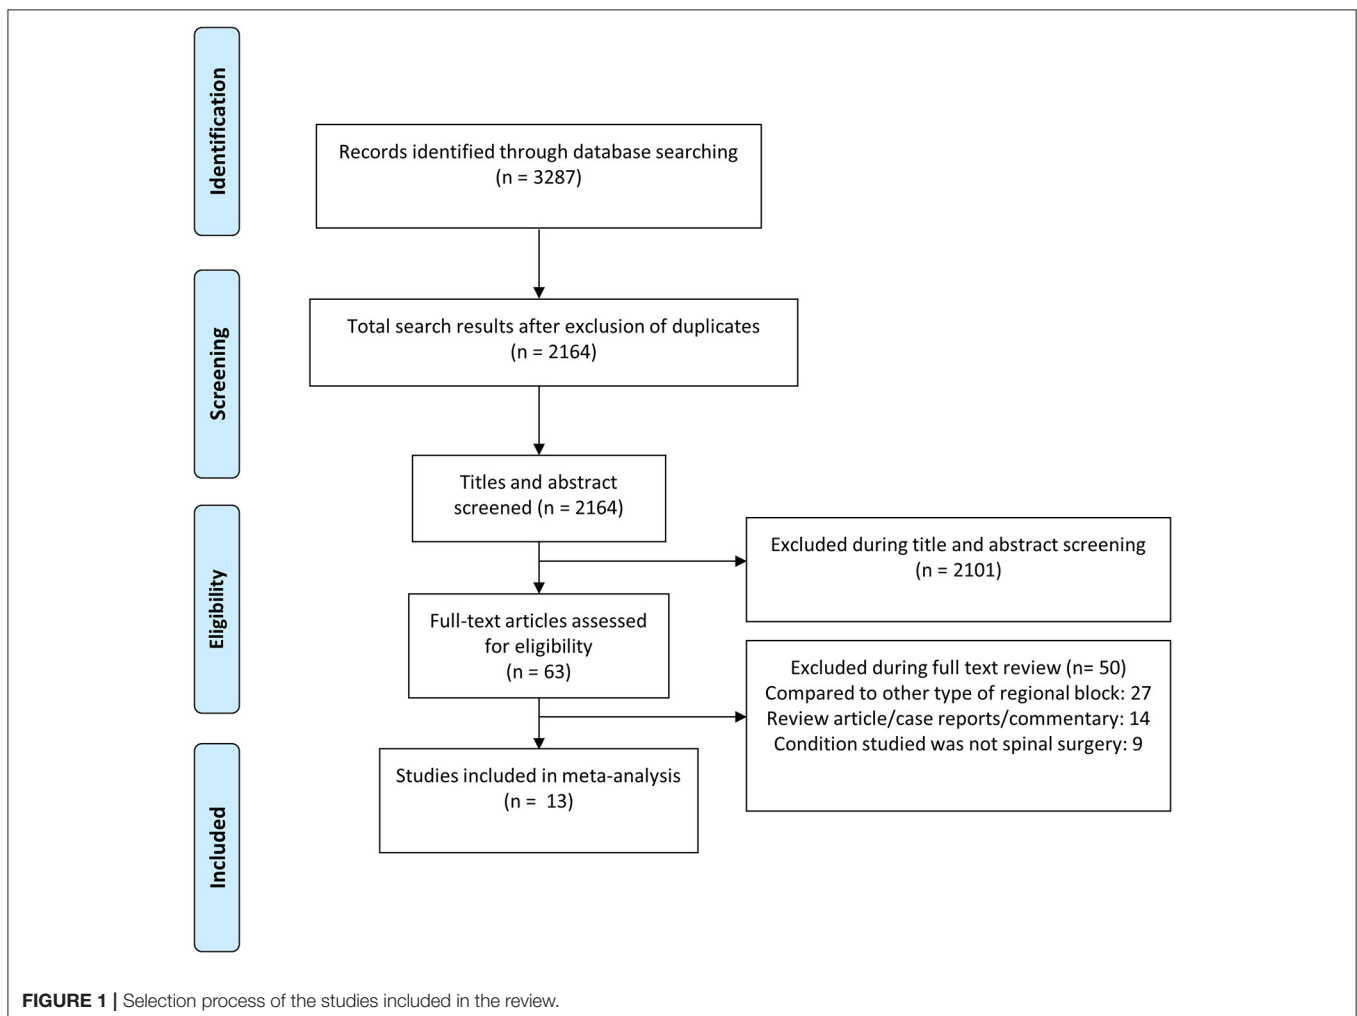 Identification
Records identified through database searching
(n = 3287)
Screening
Total search results after exclusion of duplicates
(n = 2164)
Titles and abstract
screened (n = 2164)
Excluded during title and abstract screening
(n = 2101)
Eligibility
Full-text articles assessed
for eligibility
(n = 63)
Excluded during full text review (n= 50)
Compared to other type of regional block: 27
Review article/case reports/commentary: 14
Condition studied was not spinal surgery: 9
Included
Studies included in meta-analysis
(n =  13)
FIGURE 1 | Selection process of the studies included in the review.